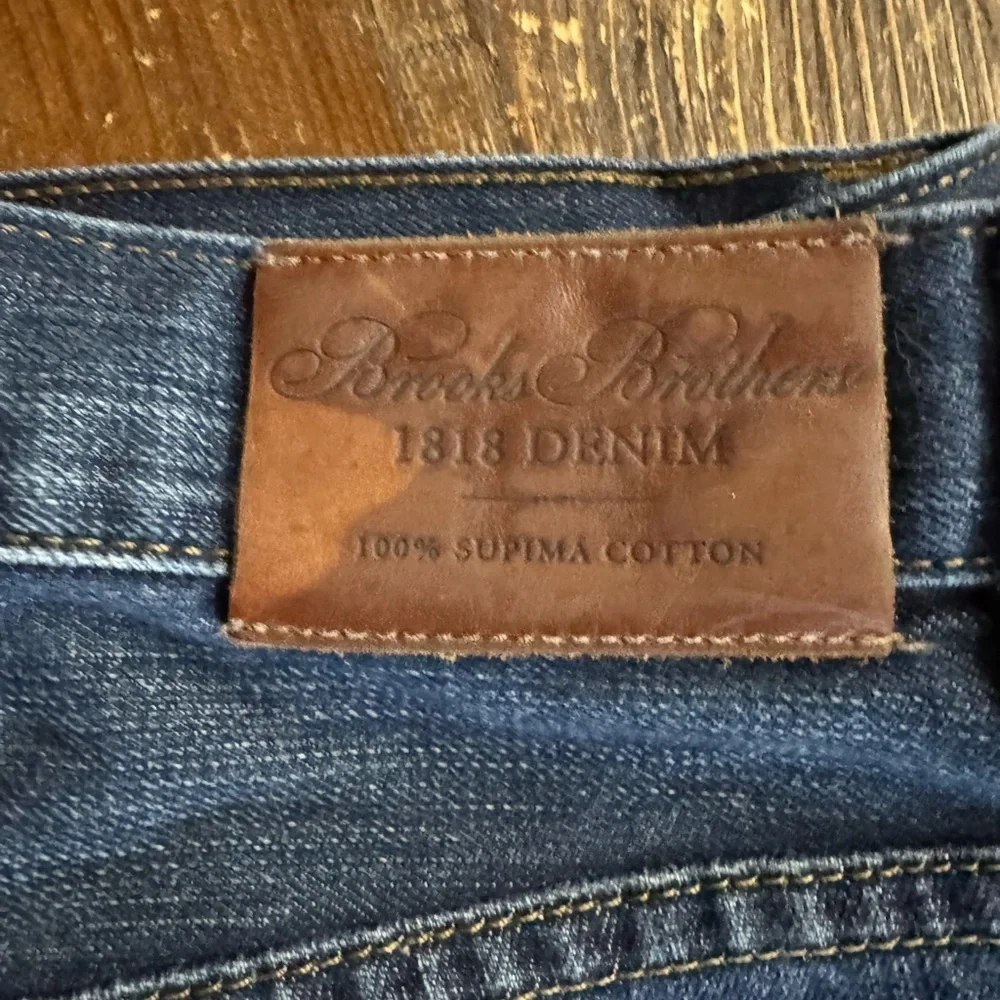 Brooks Brothers
1818 DENIM
100% SUPIMA COTTON